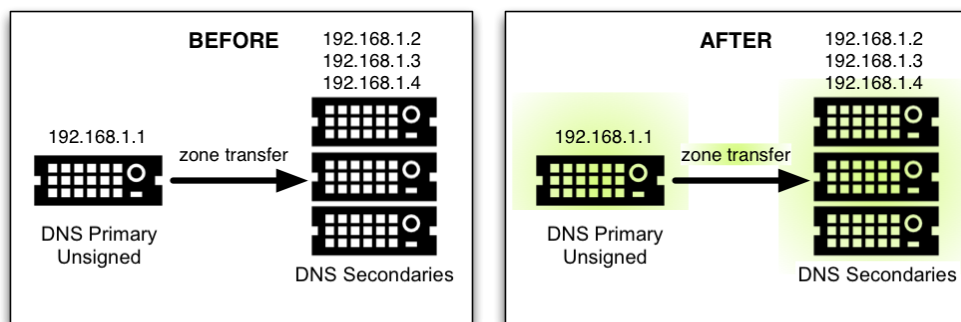 BEFORE
192.168.1.2
192.168.1.3
192.168.1.4
192.168.1.1
zone transfer
DNS Primary
Unsigned
DNS Secondaries
AFTER
192.168.1.2
192.168.1.3
192.168.1.4
192.168.1.1
zone transfer
DNS Primary
Unsigned
DNS Secondaries